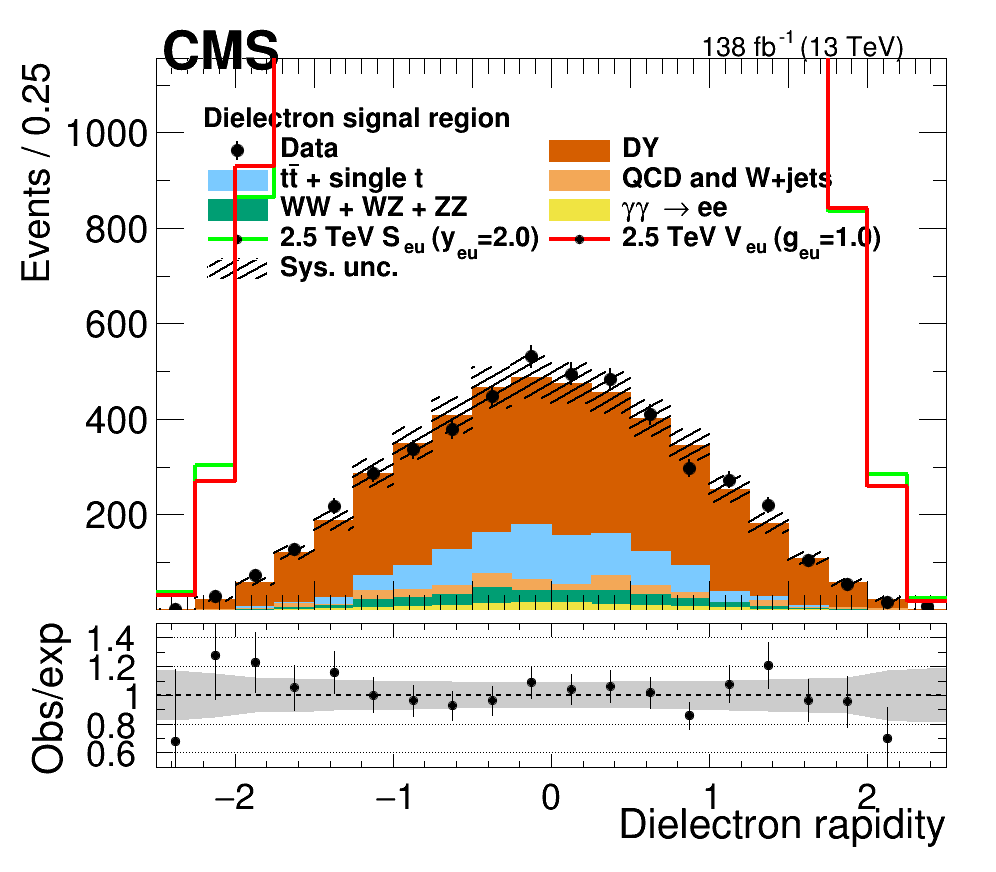 CMS
138 fb⁻¹ (13 TeV)
Events / 0.25
1000
800
600
400
200
Dielectron signal region
Data
DY
tt̄ + single t
QCD and W+jets
WW + WZ + ZZ
γγ → ee
2.5 TeV S_eu (y_eu=2.0)
2.5 TeV V_eu (g_eu=1.0)
Sys. unc.
Obs/exp
1.4
1.2
1
0.8
0.6
−2 −1 0 1 2
Dielectron rapidity